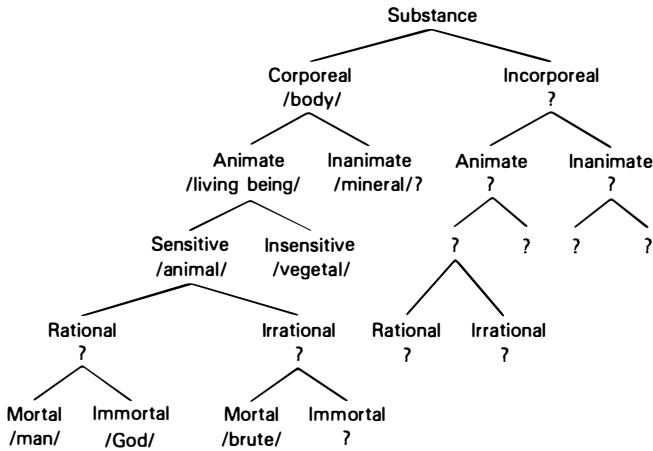 Substance
Corporeal Incorporeal
/body/ ?
Animate Inanimate Animate Inanimate
/living being/ /mineral/? ? ?
Sensitive Insensitive ? ? ? ?
/animal/ /vegetal/
Rational Irrational Rational Irrational
? ? ? ?
Mortal Immortal Mortal Immortal
/man/ /God/ /brute/ ?